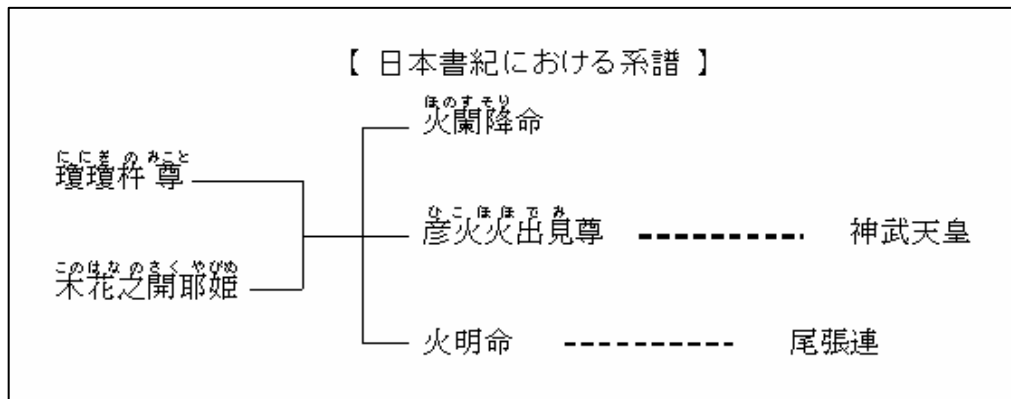 【 日本書紀における系譜 】
ほのすそり
火闌降命
ににぎ の みこと
瓊瓊杵 尊
ひこほほでみ
彦火火出見尊 神武天皇
このはなのさくやびめ
木花之開耶姫
火明命 尾張連